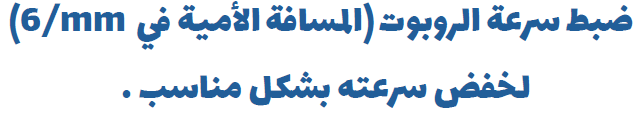 ضبط سرعة الروبوت (المسافة الأمية في 6/mm)
لخفض سرعته بشكل مناسب .